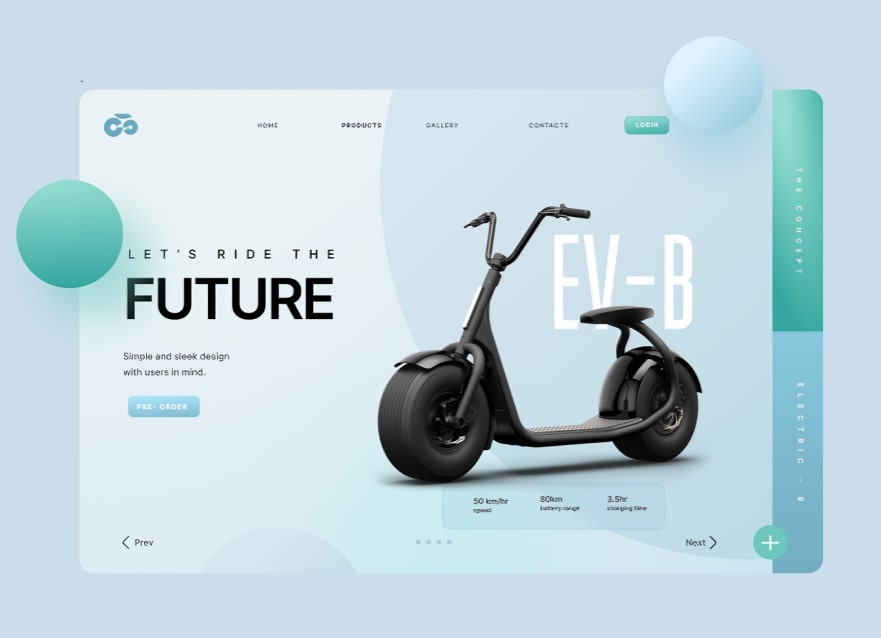 HOME
PRODUCTS
GALLERY
CONTACTS
LOGIN
THE CONCEPT
LET'S RIDE THE
FUTURE
EV-B
Simple and sleek design
with users in mind.
PRE- ORDER
ELECTRIC - B
50 km/hr
speed
80km
battery range
3.5hr
charging time
Prev
Next